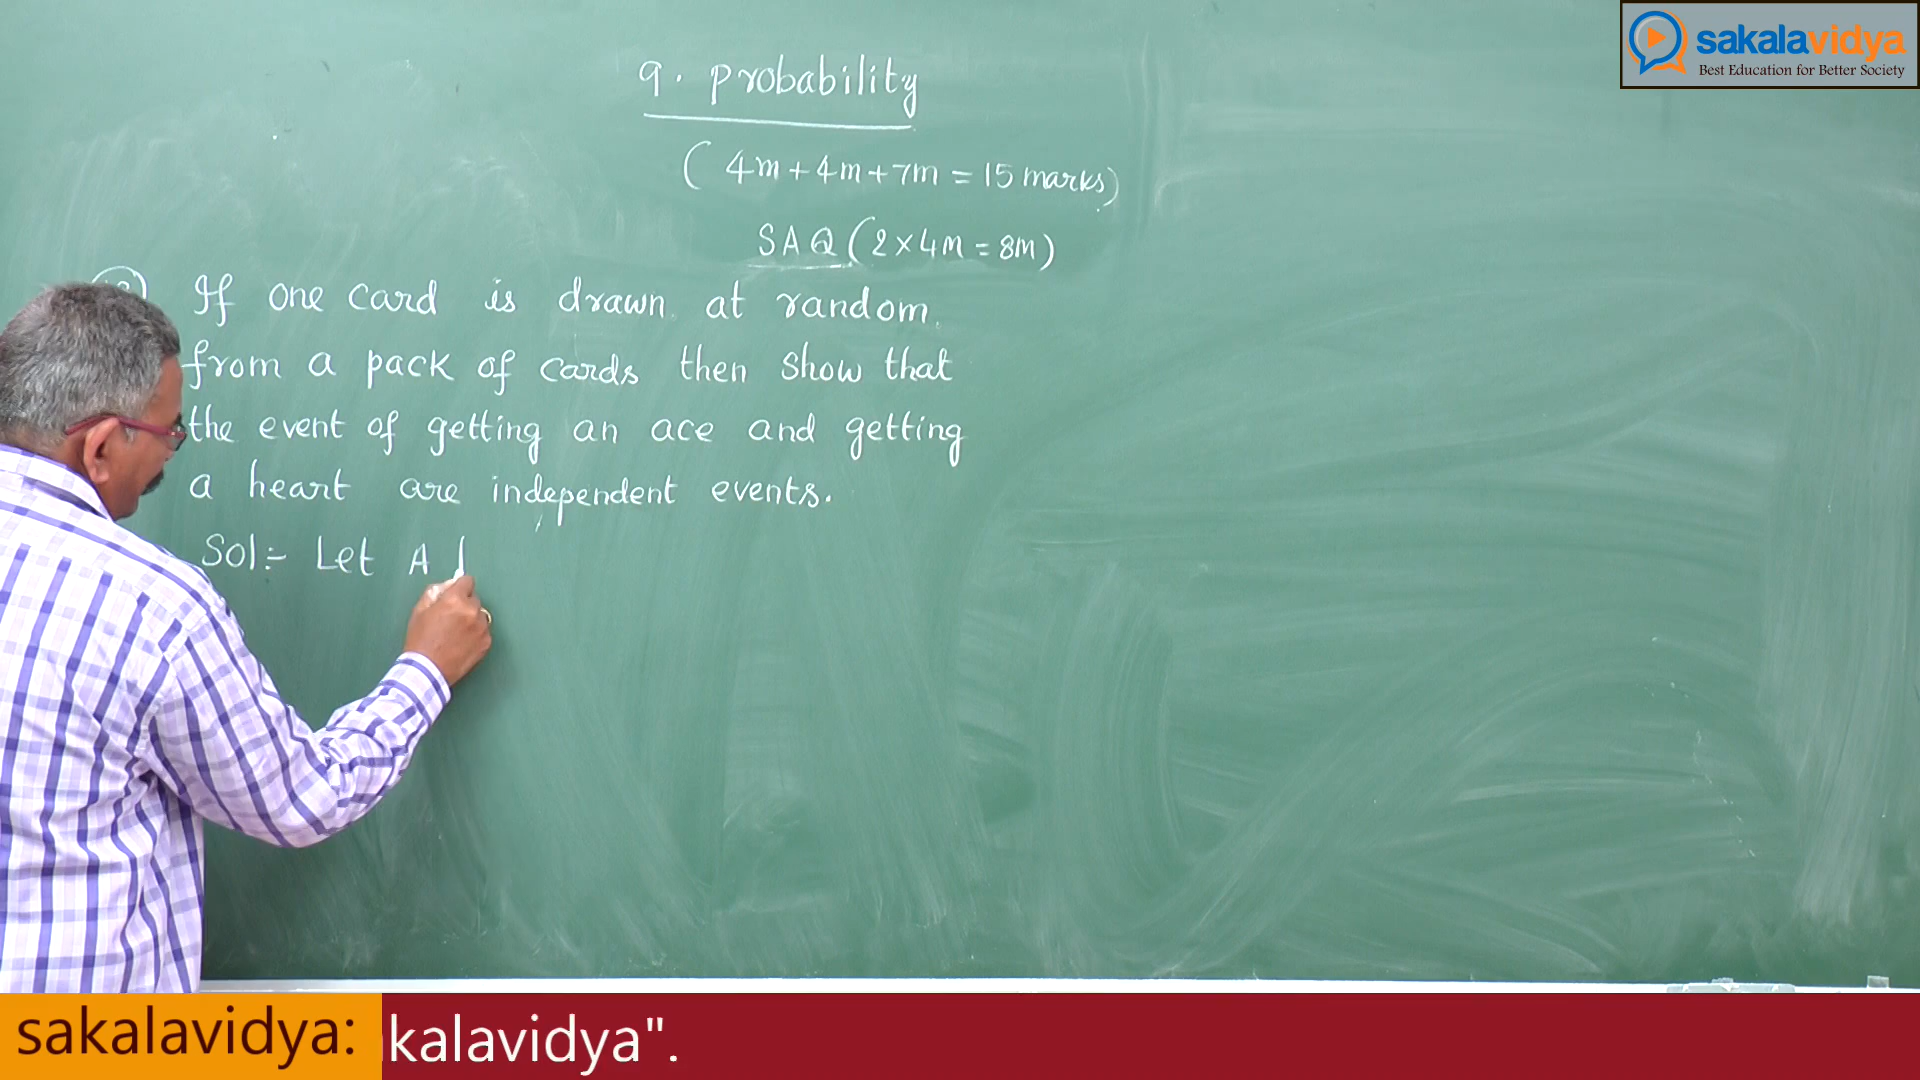 sakalavidya
Best Education for Better Society
9. Probability
(4m+4m+7m = 15 marks)
SAQ (2×4M = 8M)
If one card is drawn at random
from a pack of cards then show that
the event of getting an ace and getting
a heart are independent events.
Sol:- Let A
sakalavidya: kalavidya".